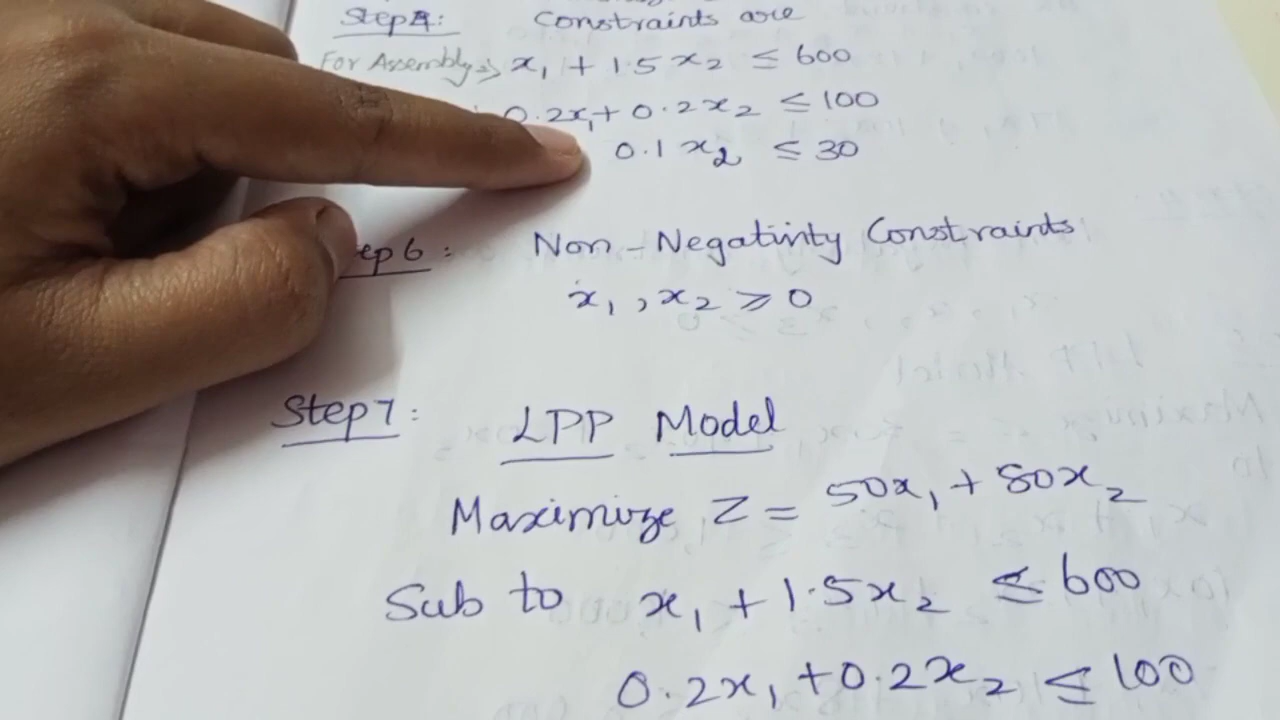 Step 4: Constraints are
For Assembly => x₁ + 1.5x₂ ≤ 600
0.2x₁ + 0.2x₂ ≤ 100
0.1x₂ ≤ 30
ep 6: Non-Negativity Constraints
x₁, x₂ ≥ 0
Step 7: LPP Model
Maximize Z = 50x₁ + 80x₂
Sub to x₁ + 1.5x₂ ≤ 600
0.2x₁ + 0.2x₂ ≤ 100